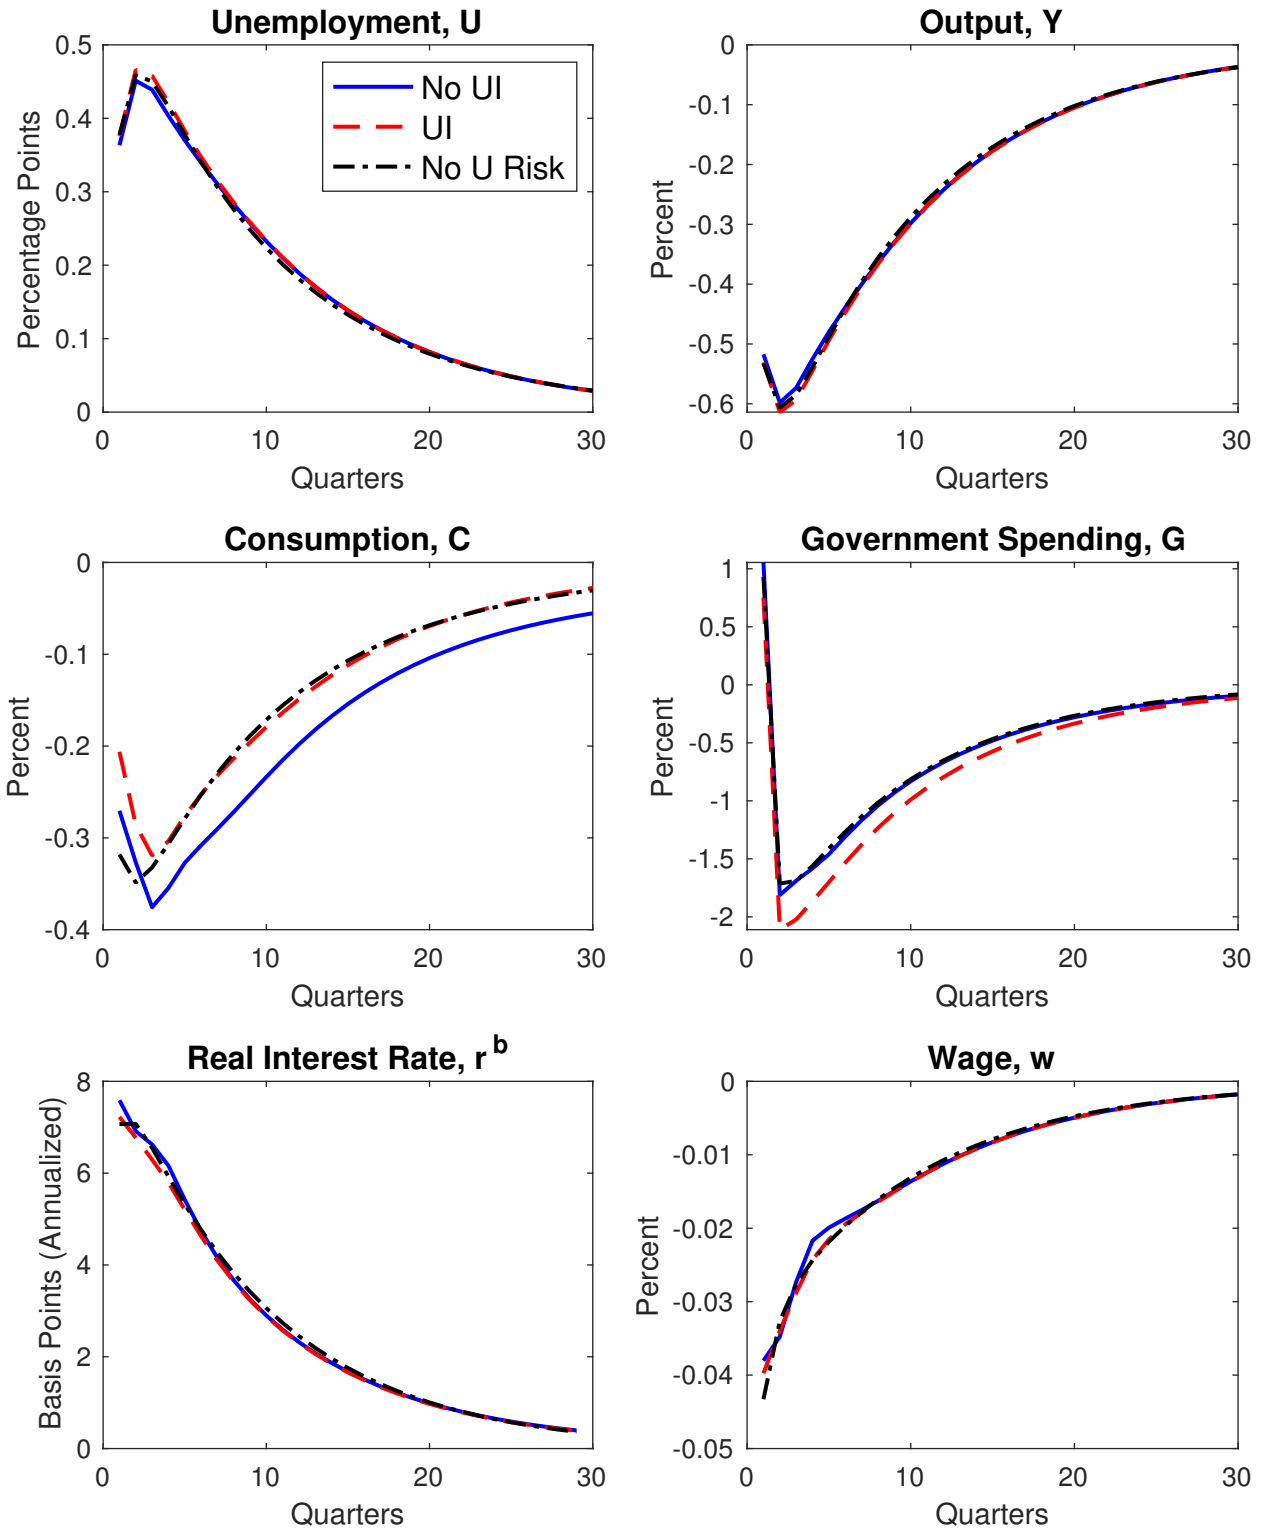 Unemployment, U
0.5
0.4
0.3
0.2
0.1
0
Percentage Points
No UI
UI
No U Risk
0
10
20
30
Quarters
Output, Y
0
-0.1
-0.2
-0.3
-0.4
-0.5
-0.6
Percent
0
10
20
30
Quarters
Consumption, C
0
-0.1
-0.2
-0.3
-0.4
Percent
0
10
20
30
Quarters
Government Spending, G
1
0.5
0
-0.5
-1
-1.5
-2
Percent
0
10
20
30
Quarters
Real Interest Rate, r b
8
6
4
2
0
Basis Points (Annualized)
0
10
20
30
Quarters
Wage, w
0
-0.01
-0.02
-0.03
-0.04
-0.05
Percent
0
10
20
30
Quarters